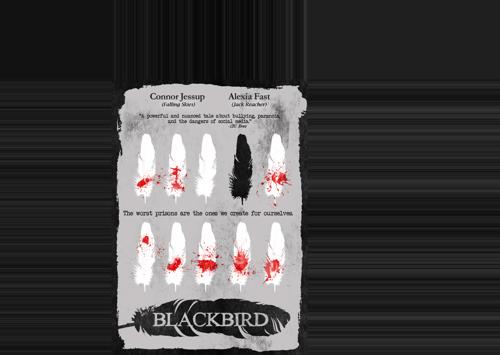 Connor Jessup Alexia Fast
(Falling Skies) (Jack Reacher)
"A powerful and nuanced tale about bullying, paranoia,
and the dangers of social media."
The worst prisons are the ones we create for ourselves.
BLACKBIRD